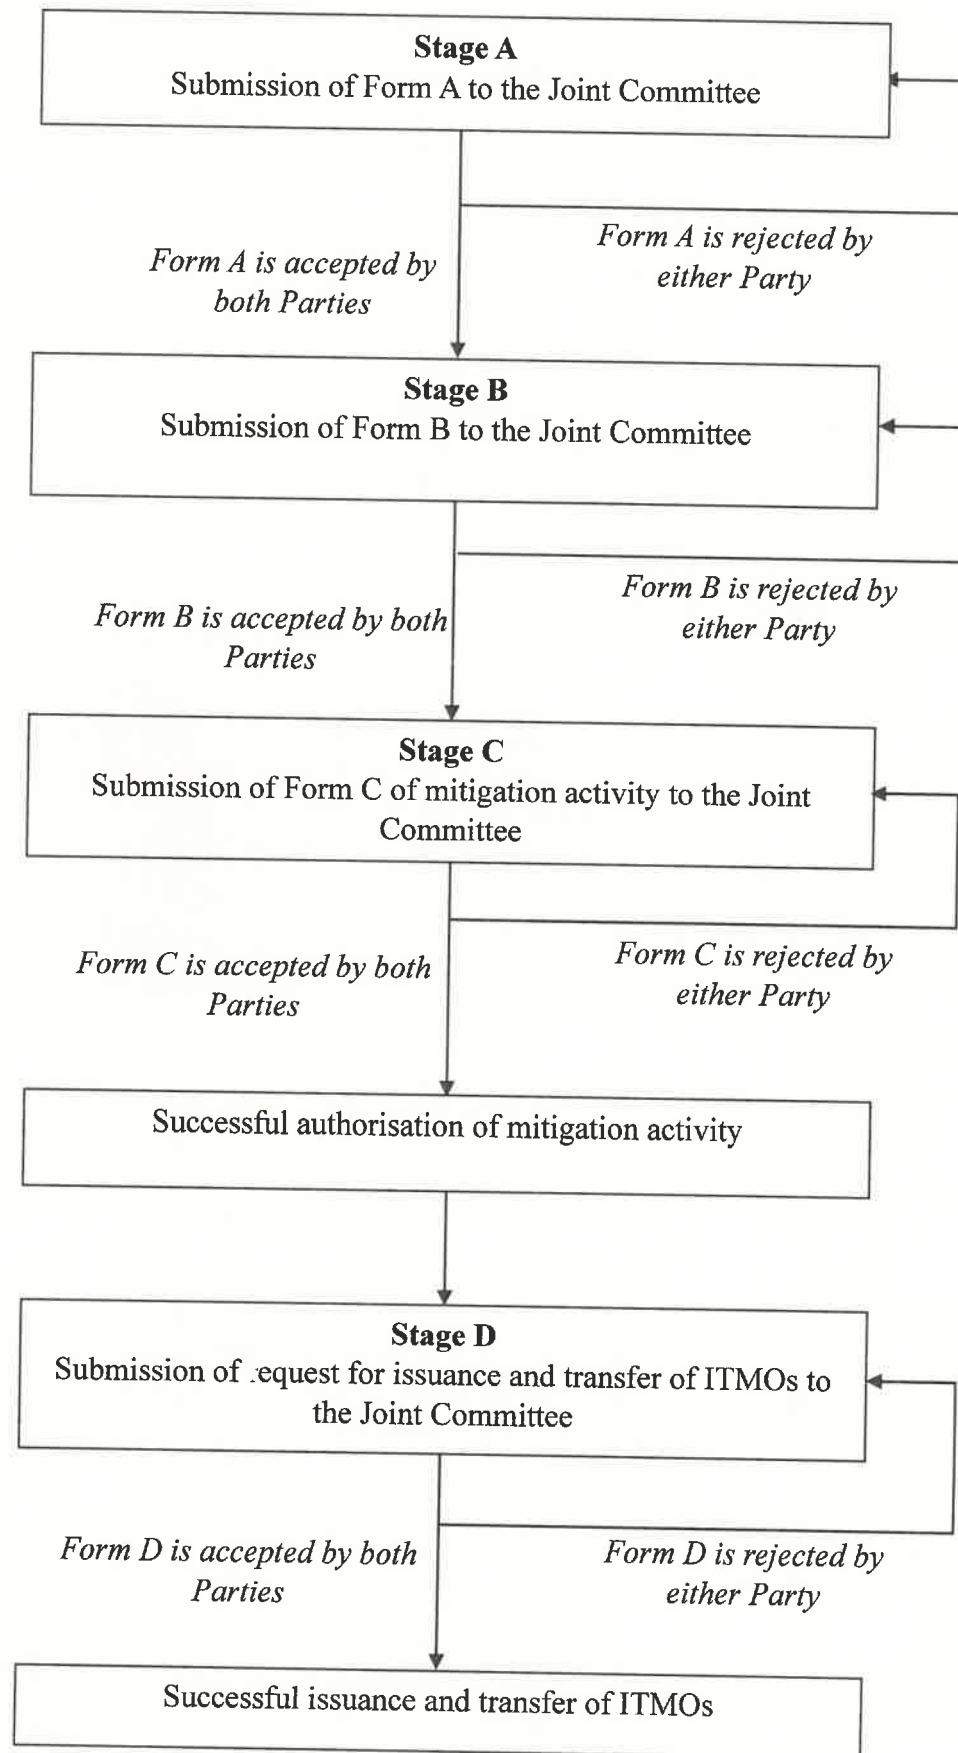 Stage A
Submission of Form A to the Joint Committee
Form A is rejected by
either Party
Form A is accepted by
both Parties
Stage B
Submission of Form B to the Joint Committee
Form B is rejected by
either Party
Form B is accepted by both
Parties
Stage C
Submission of Form C of mitigation activity to the Joint
Committee
Form C is rejected by
either Party
Form C is accepted by both
Parties
Successful authorisation of mitigation activity
Stage D
Submission of request for issuance and transfer of ITMOs to
the Joint Committee
Form D is accepted by both
Parties
Form D is rejected by
either Party
Successful issuance and transfer of ITMOs